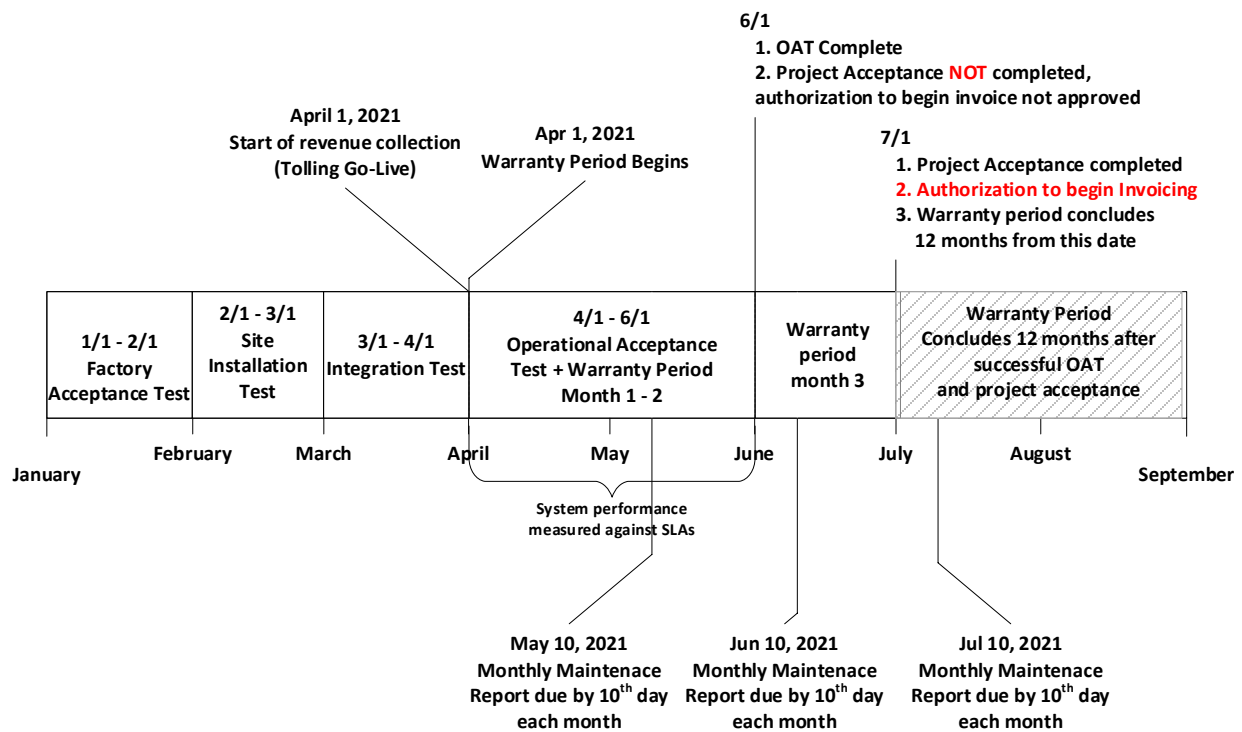 6/1
1. OAT Complete
2. Project Acceptance NOT completed,
authorization to begin invoice not approved
April 1, 2021
Start of revenue collection
(Tolling Go-Live)
Apr 1, 2021
Warranty Period Begins
7/1
1. Project Acceptance completed
2. Authorization to begin Invoicing
3. Warranty period concludes
12 months from this date
1/1 - 2/1
Factory
Acceptance Test
2/1 - 3/1
Site
Installation
Test
3/1 - 4/1
Integration Test
4/1 - 6/1
Operational Acceptance
Test + Warranty Period
Month 1 - 2
Warranty
period
month 3
Warranty Period
Concludes 12 months after
successful OAT
and project acceptance
January
February
March
April
May
June
July
August
September
System performance
measured against SLAs
May 10, 2021
Monthly Maintenace
Report due by 10th day
each month
Jun 10, 2021
Monthly Maintenace
Report due by 10th day
each month
Jul 10, 2021
Monthly Maintenace
Report due by 10th day
each month